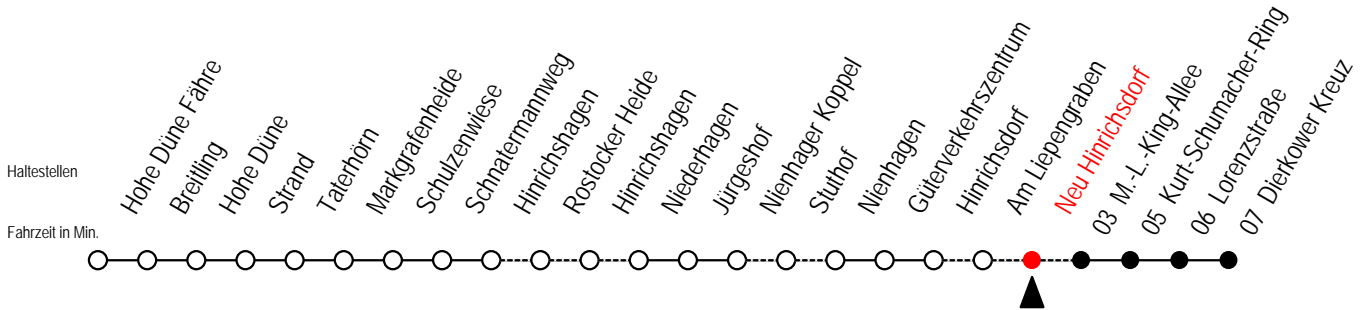 Haltestellen
Hohe Düne Fähre
Breitling
Hohe Düne
Strand
Taterhörn
Markgrafenheide
Schulzenwiese
Schnatermannweg
Hinrichshagen
Rostocker Heide
Hinrichshagen
Niederhagen
Jürgeshof
Nienhager Koppel
Stuthof
Nienhagen
Güterverkehrszentrum
Hinrichsdorf
Am Liepengraben
Neu Hinrichsdorf
03 M.-L.-King-Allee
05 Kurt-Schumacher-Ring
06 Lorenzstraße
07 Dierkower Kreuz
Fahrzeit in Min.